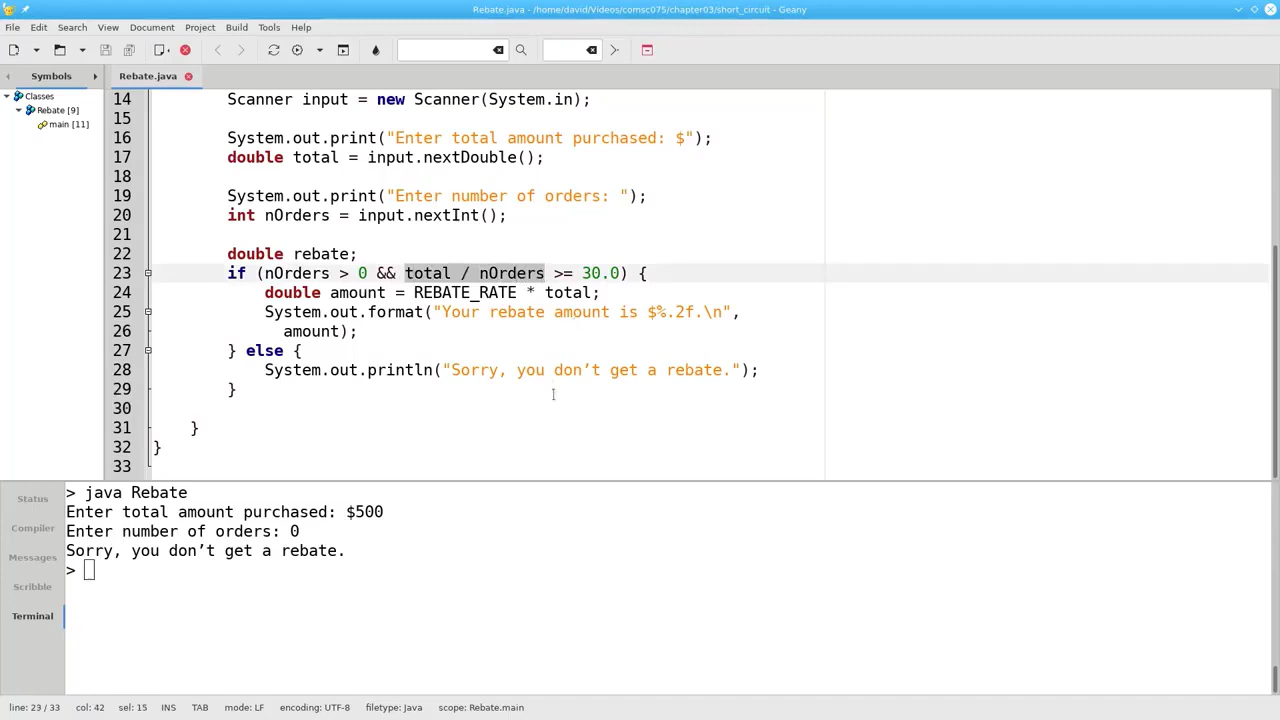 Rebate.java - /home/david/Videos/comsc075/chapter03/short_circuit - Geany
File Edit Search View Document Project Build Tools Help
Symbols
Rebate.java
Classes
Rebate [9]
main [11]
14 Scanner input = new Scanner(System.in);
15
16 System.out.print("Enter total amount purchased: $");
17 double total = input.nextDouble();
18
19 System.out.print("Enter number of orders: ");
20 int nOrders = input.nextInt();
21
22 double rebate;
23 if (nOrders > 0 && total / nOrders >= 30.0) {
24 double amount = REBATE_RATE * total;
25 System.out.format("Your rebate amount is $%.2f.\n",
26 amount);
27 } else {
28 System.out.println("Sorry, you don’t get a rebate.");
29 }
30
31 }
32 }
33
Status
Compiler
Messages
Scribble
Terminal
> java Rebate
Enter total amount purchased: $500
Enter number of orders: 0
Sorry, you don’t get a rebate.
>
line: 23 / 33 col: 42 sel: 15 INS TAB mode: LF encoding: UTF-8 filetype: Java scope: Rebate.main